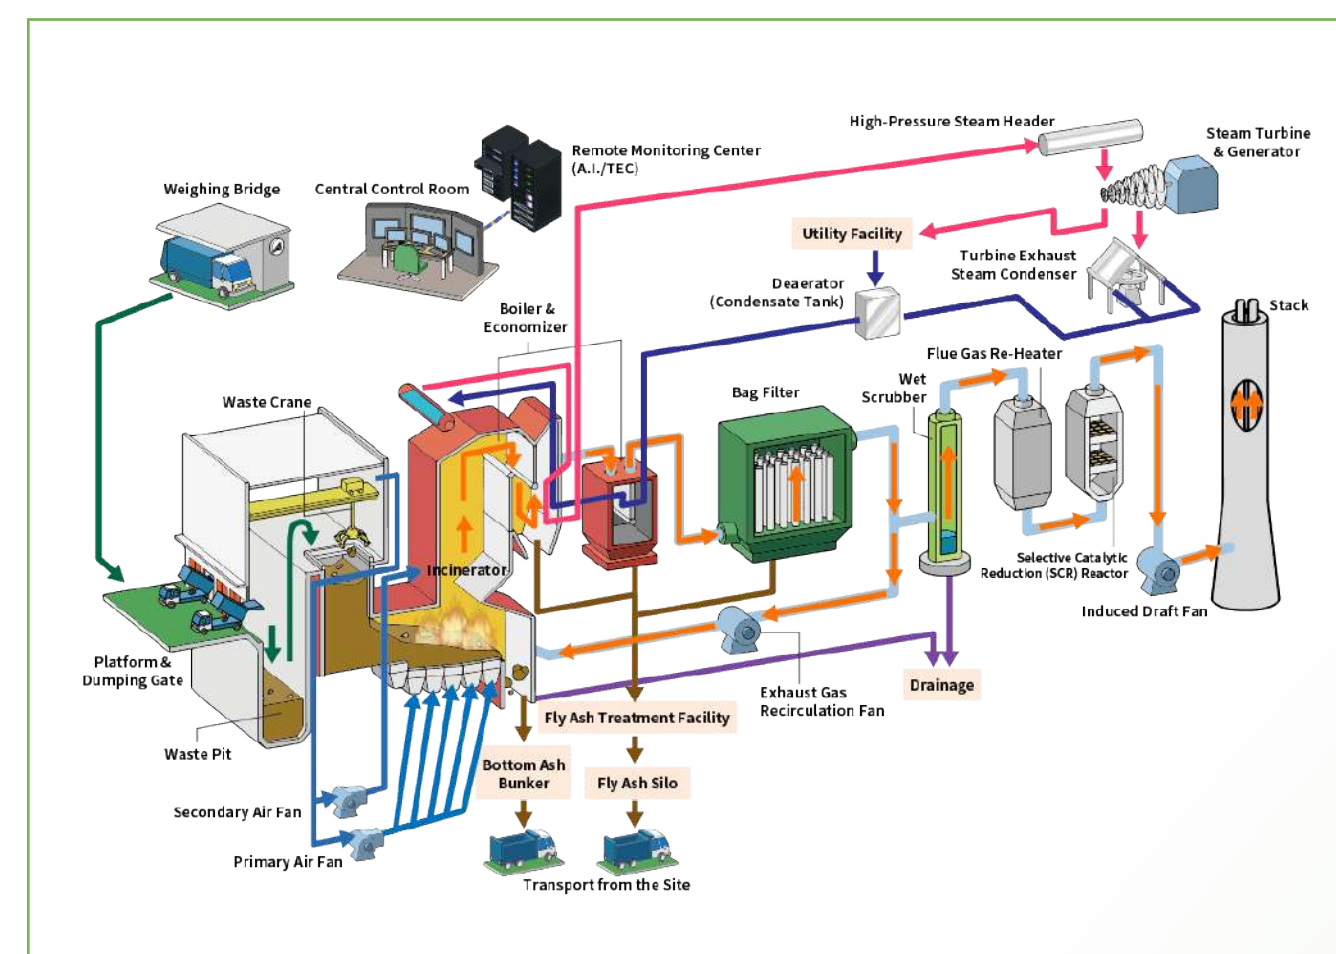 High-Pressure Steam Header
Steam Turbine
& Generator
Remote Monitoring Center
(A.I./TEC)
Weighing Bridge
Central Control Room
Utility Facility
Turbine Exhaust
Steam Condenser
Deaerator
(Condensate Tank)
Boiler &
Economizer
Stack
Flue Gas Re-Heater
Wet
Scrubber
Bag Filter
Waste Crane
Incinerator
Selective Catalytic
Reduction (SCR) Reactor
Induced Draft Fan
Platform &
Dumping Gate
Drainage
Exhaust Gas
Recirculation Fan
Fly Ash Treatment Facility
Waste Pit
Bottom Ash
Bunker
Fly Ash Silo
Secondary Air Fan
Primary Air Fan
Transport from the Site